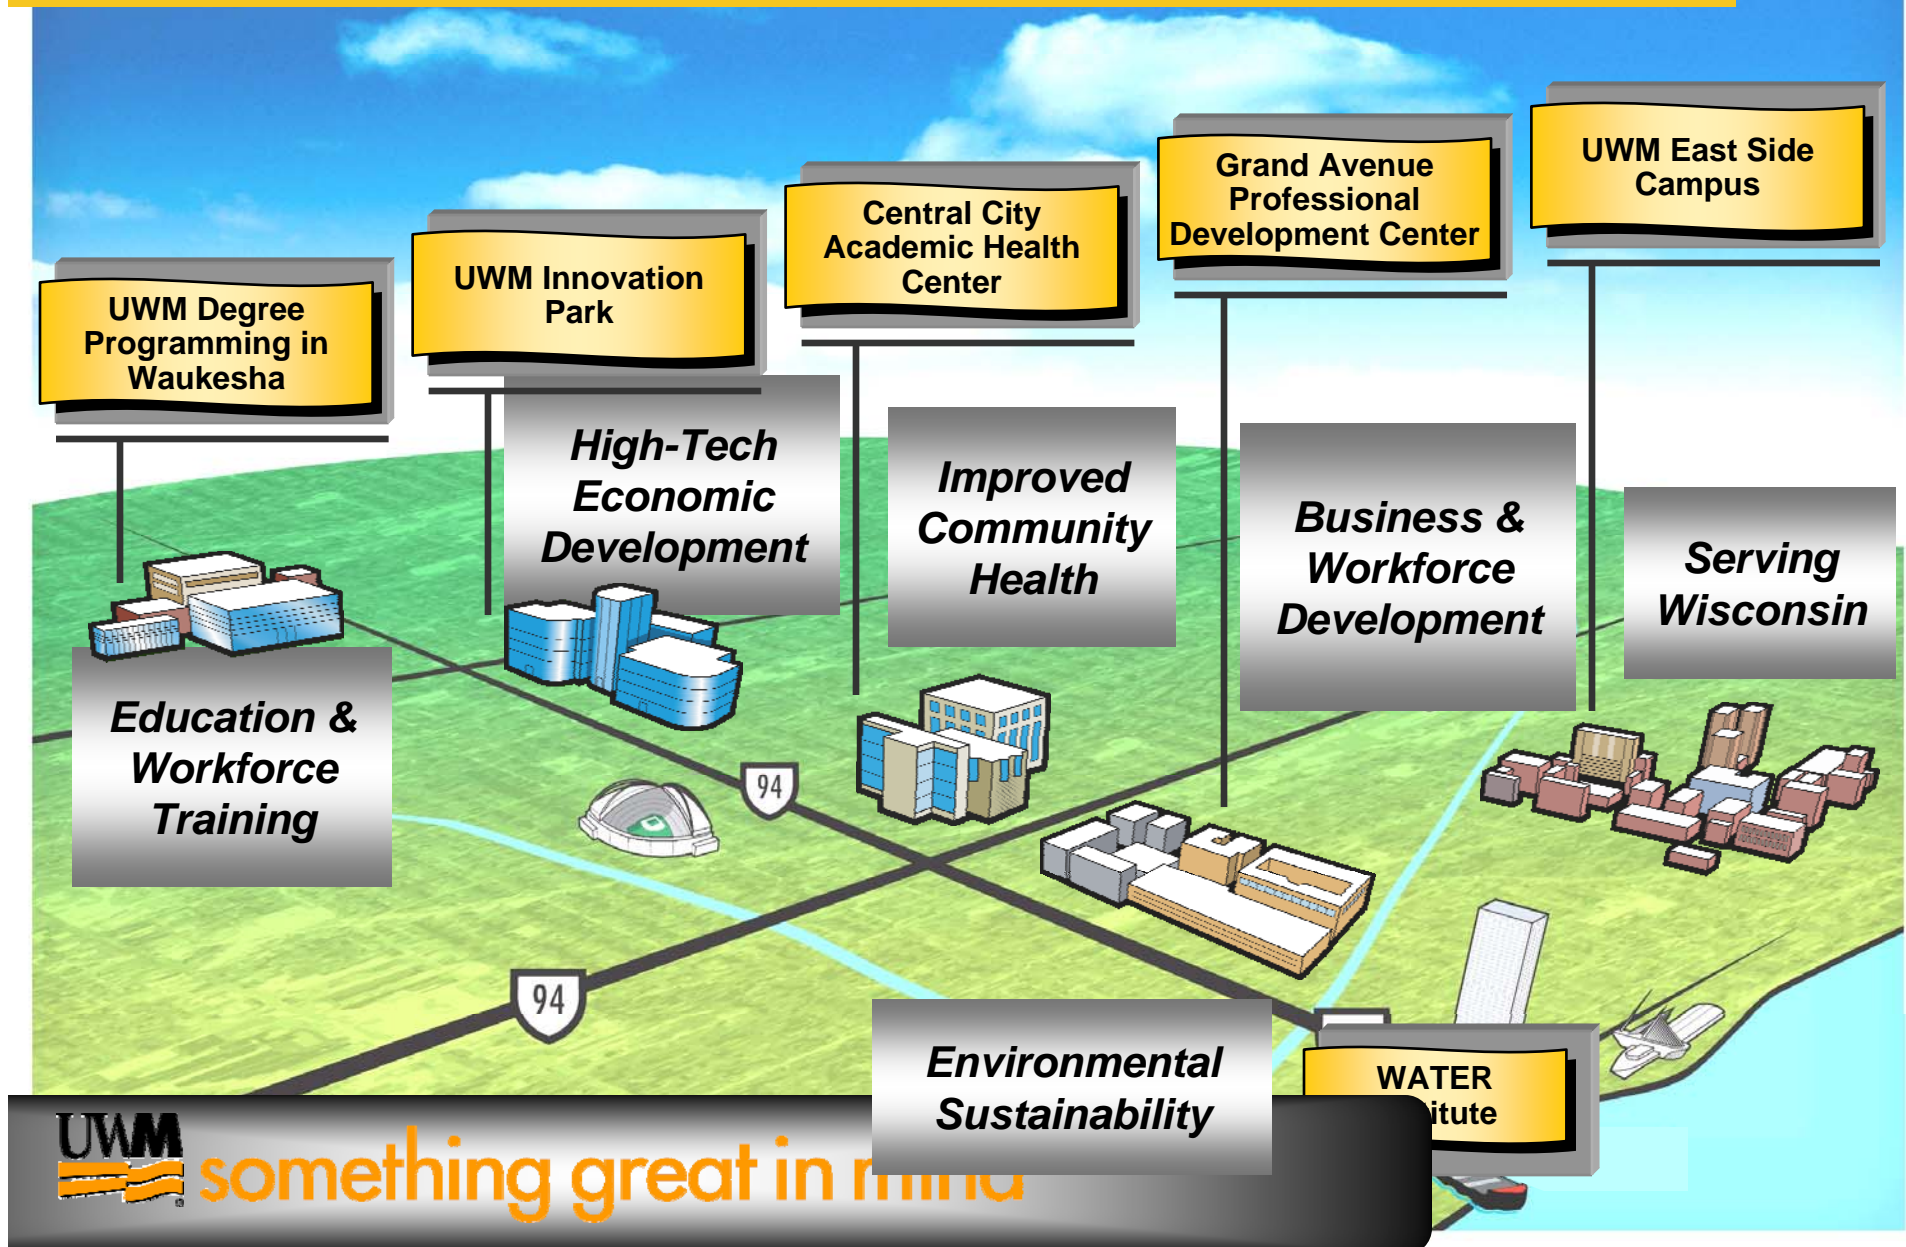 UWM East Side
Campus
Grand Avenue
Professional
Development Center
Central City
Academic Health
Center
UWM Innovation
Park
UWM Degree
Programming in
Waukesha
High-Tech
Economic
Development
Improved
Community
Health
Business &
Workforce
Development
Serving
Wisconsin
Education &
Workforce
Training
94
94
Environmental
Sustainability
WATER
itute
UWM
something great in mind